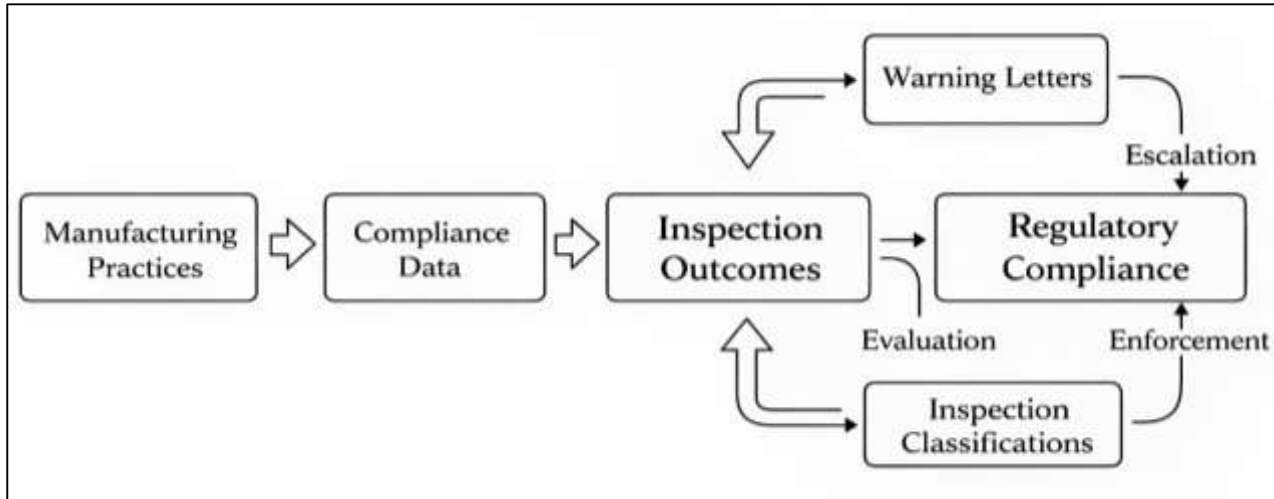 Manufacturing
Practices
Compliance
Data
Inspection
Outcomes
Warning Letters
Escalation
Regulatory
Compliance
Evaluation
Enforcement
Inspection
Classifications